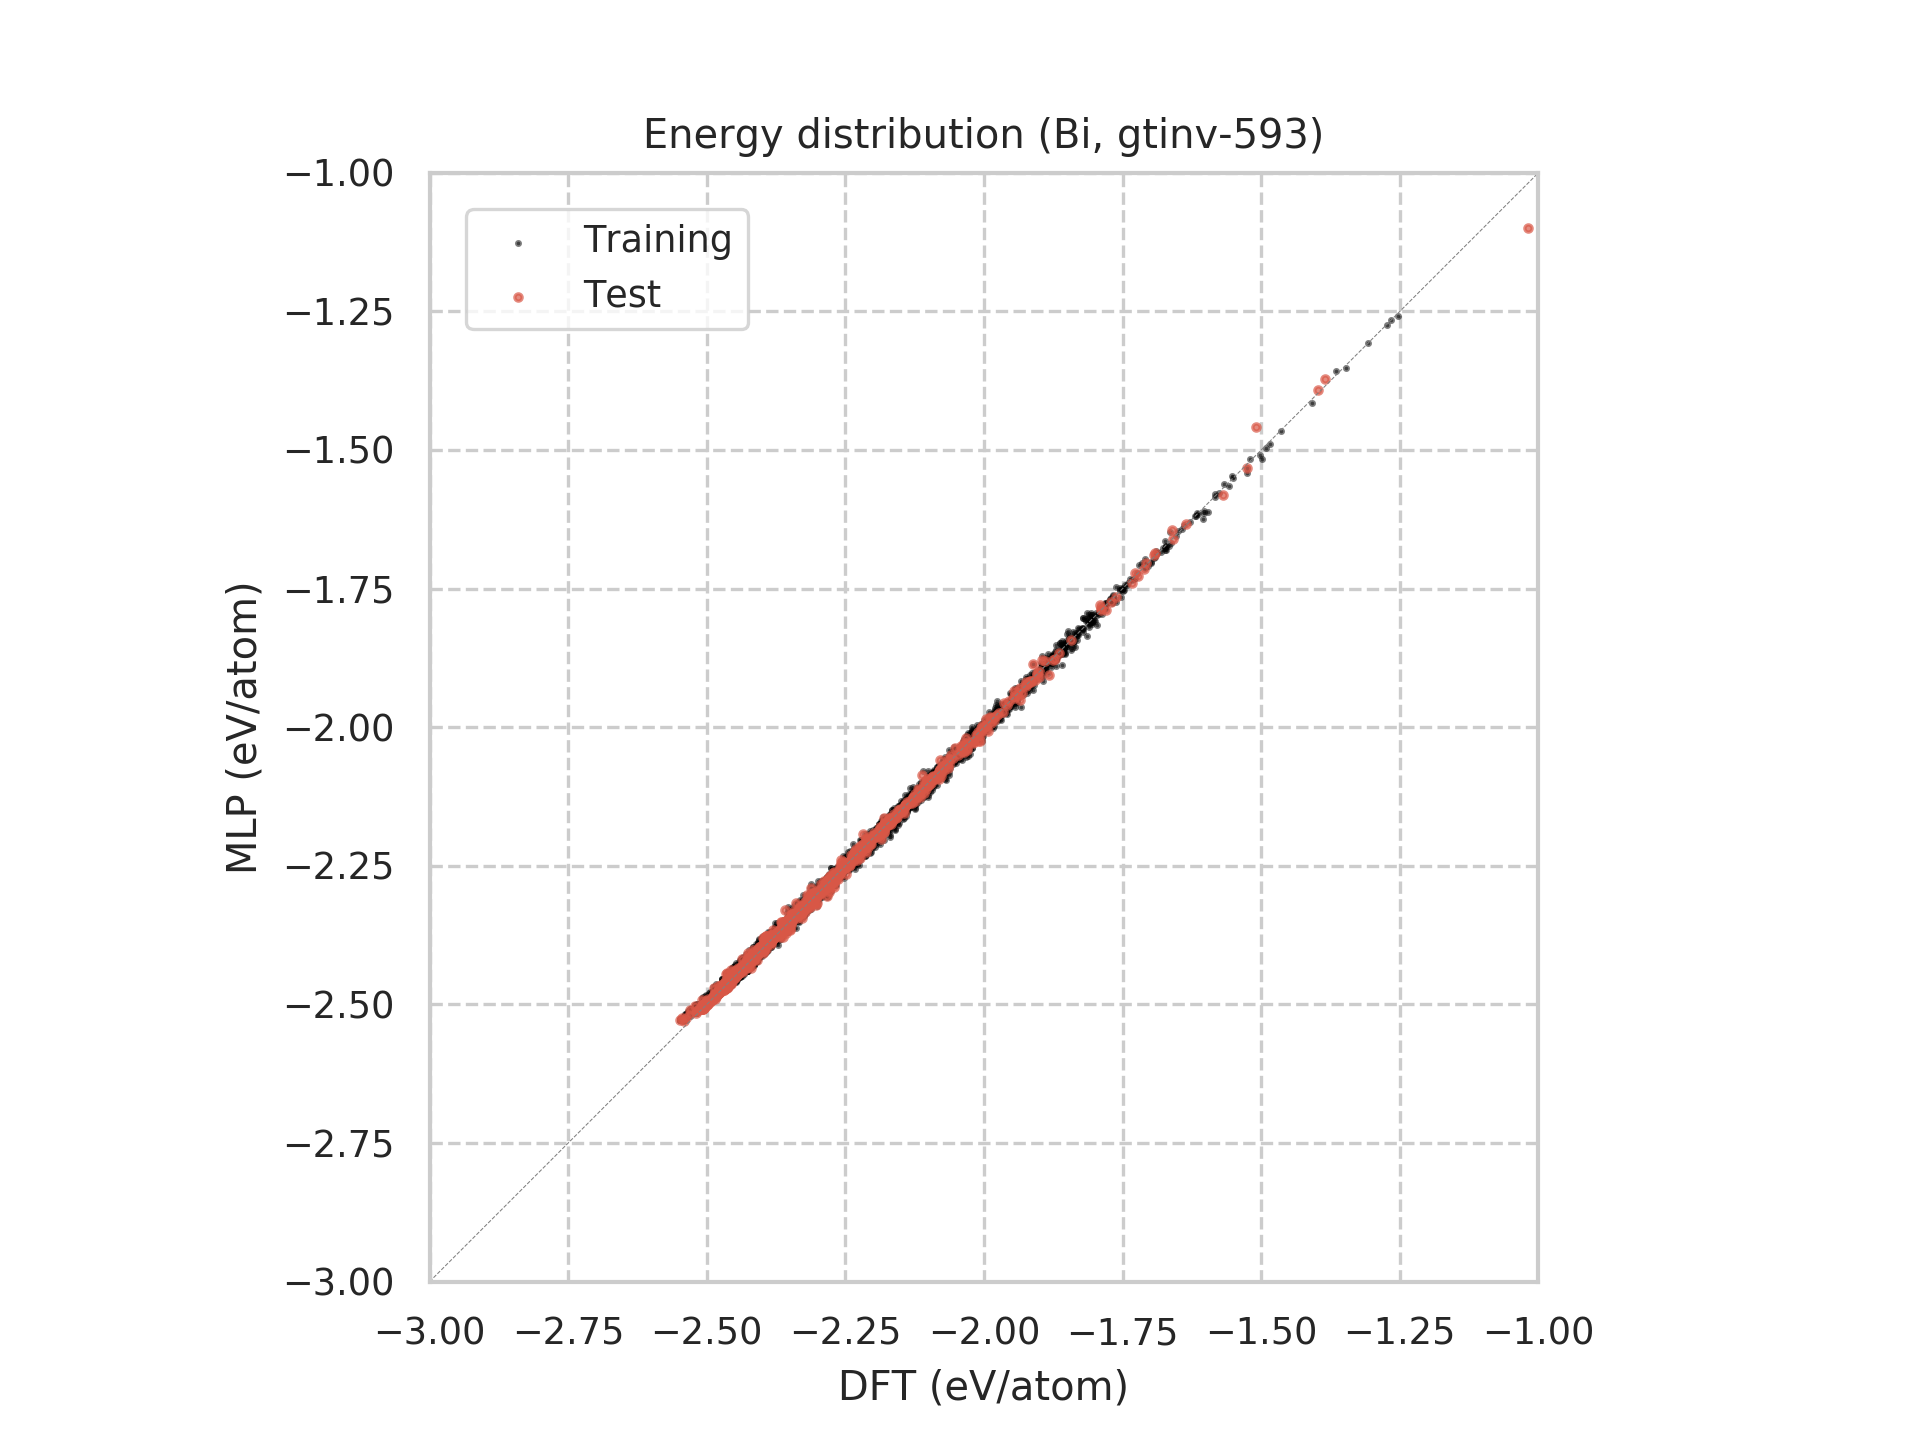 Energy distribution (Bi, gtinv-593)
−1.00
−1.25
−1.50
−1.75
−2.00
−2.25
−2.50
−2.75
−3.00
Training
Test
MLP (eV/atom)
−3.00 −2.75 −2.50 −2.25 −2.00 −1.75 −1.50 −1.25 −1.00
DFT (eV/atom)